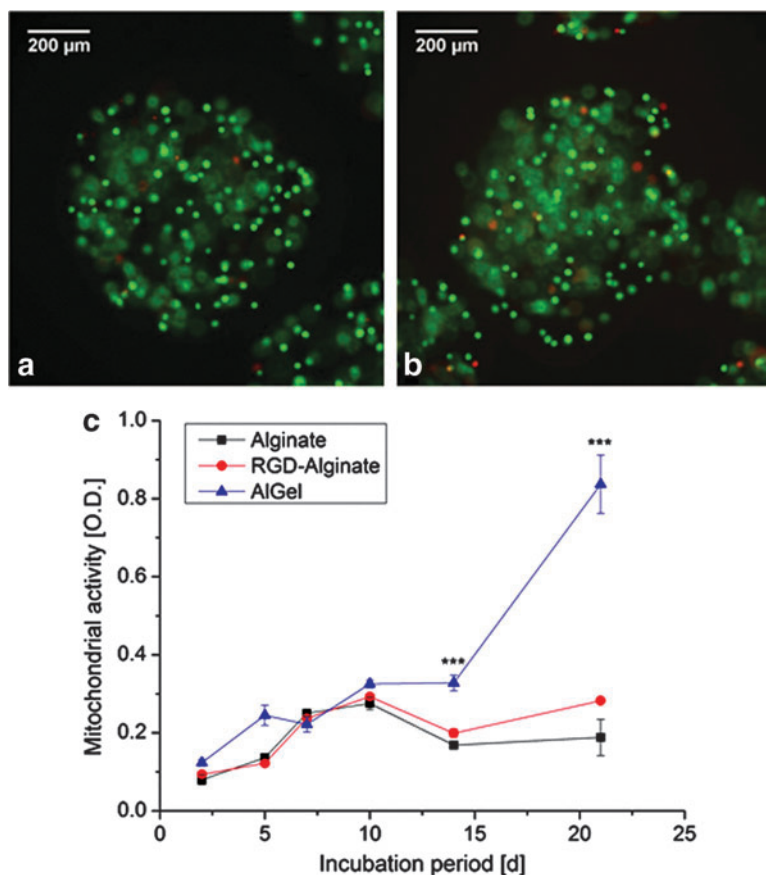 200 µm
200 µm
a
b
c
Alginate
RGD-Alginate
AlGel
***
***
Mitochondrial activity [O.D.]
1.0
0.8
0.6
0.4
0.2
0.0
0 5 10 15 20 25
Incubation period [d]